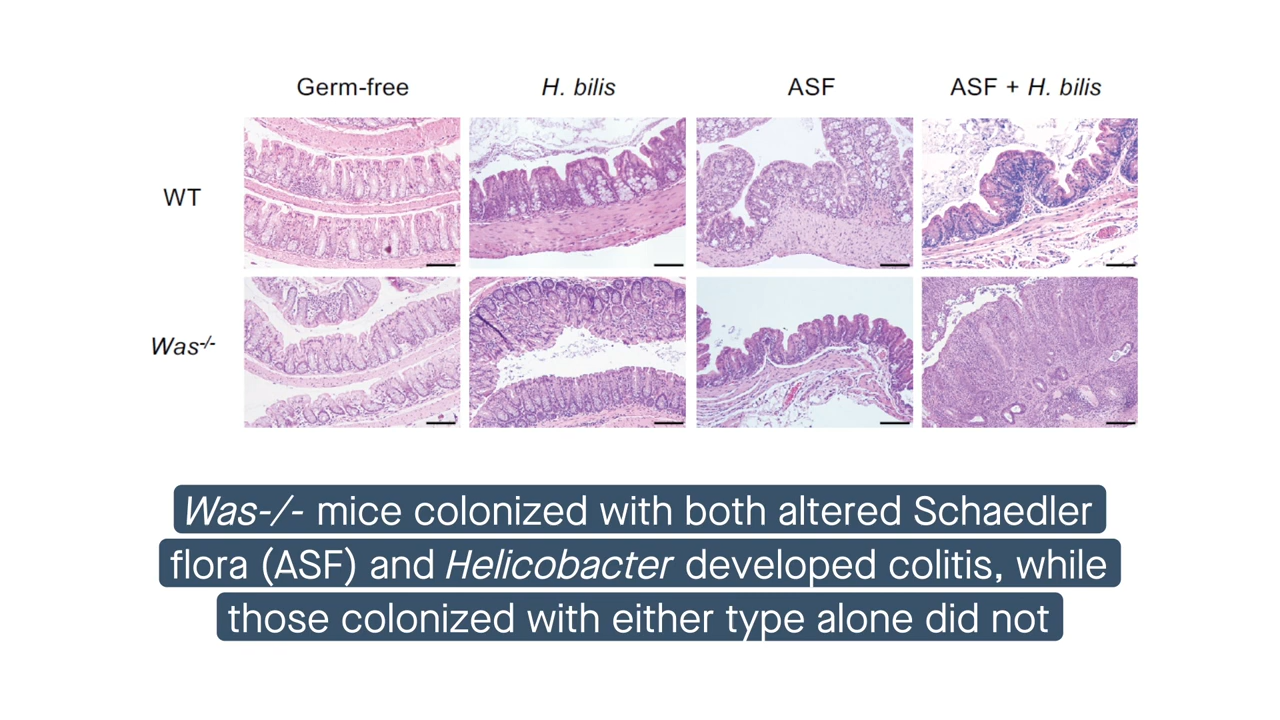 Germ-free H. bilis ASF ASF + H. bilis
WT
Was-/-
Was-/- mice colonized with both altered Schaedler
flora (ASF) and Helicobacter developed colitis, while
those colonized with either type alone did not